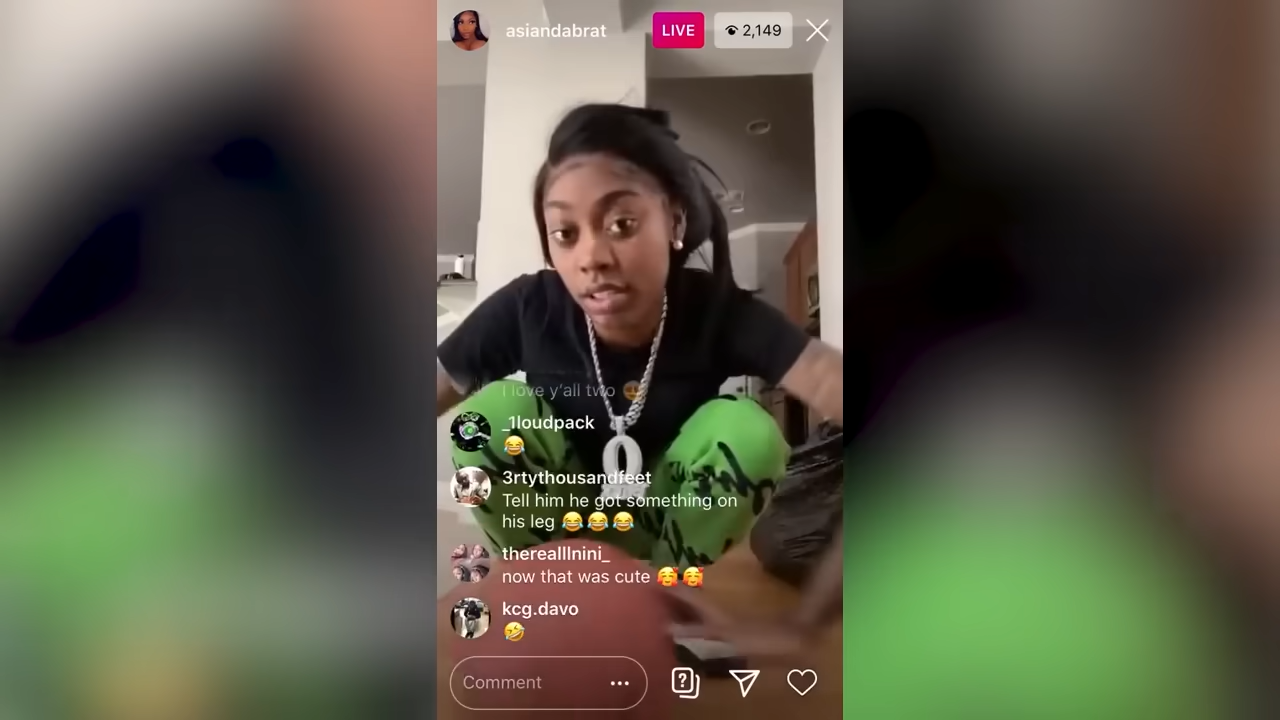 asiandabrat
LIVE
2,149
I love y'all two
_1loudpack
😂
3rtythousandfeet
Tell him he got something on
his leg 😂😂😂
therealllnini_
now that was cute 🥰🥰
kcg.davo
🤣
Comment